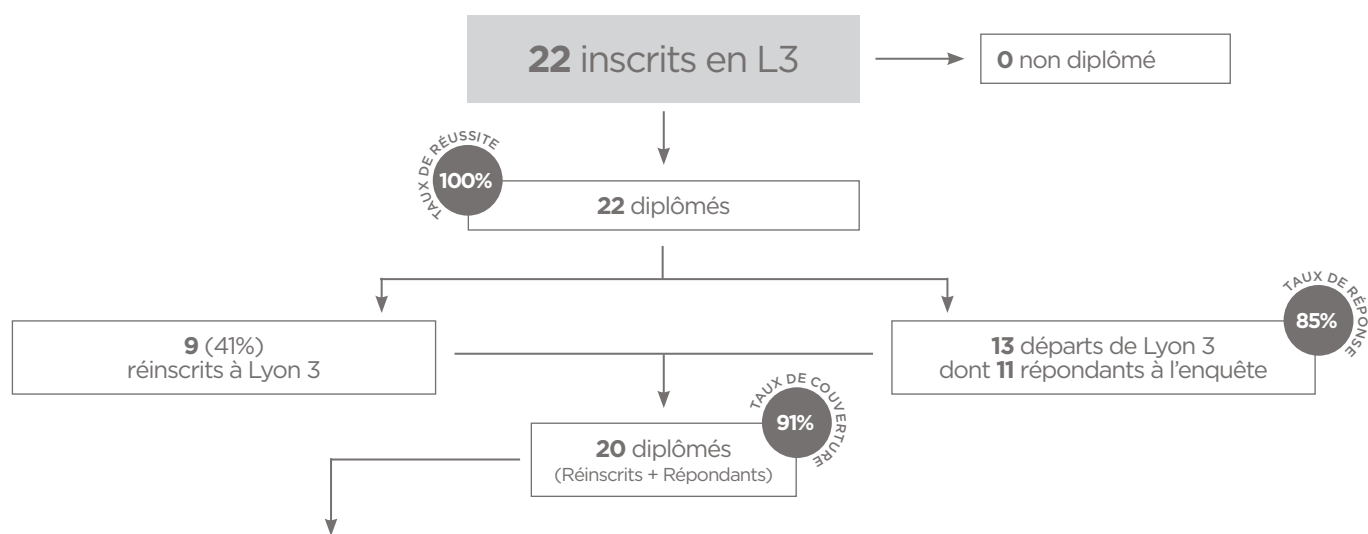 22 inscrits en L3
0 non diplômé
TAUX DE RÉUSSITE
100%
22 diplômés
9 (41%)
réinscrits à Lyon 3
13 départs de Lyon 3
dont 11 répondants à l'enquête
TAUX DE RÉPONSE
85%
20 diplômés
(Réinscrits + Répondants)
TAUX DE COUVERTURE
91%